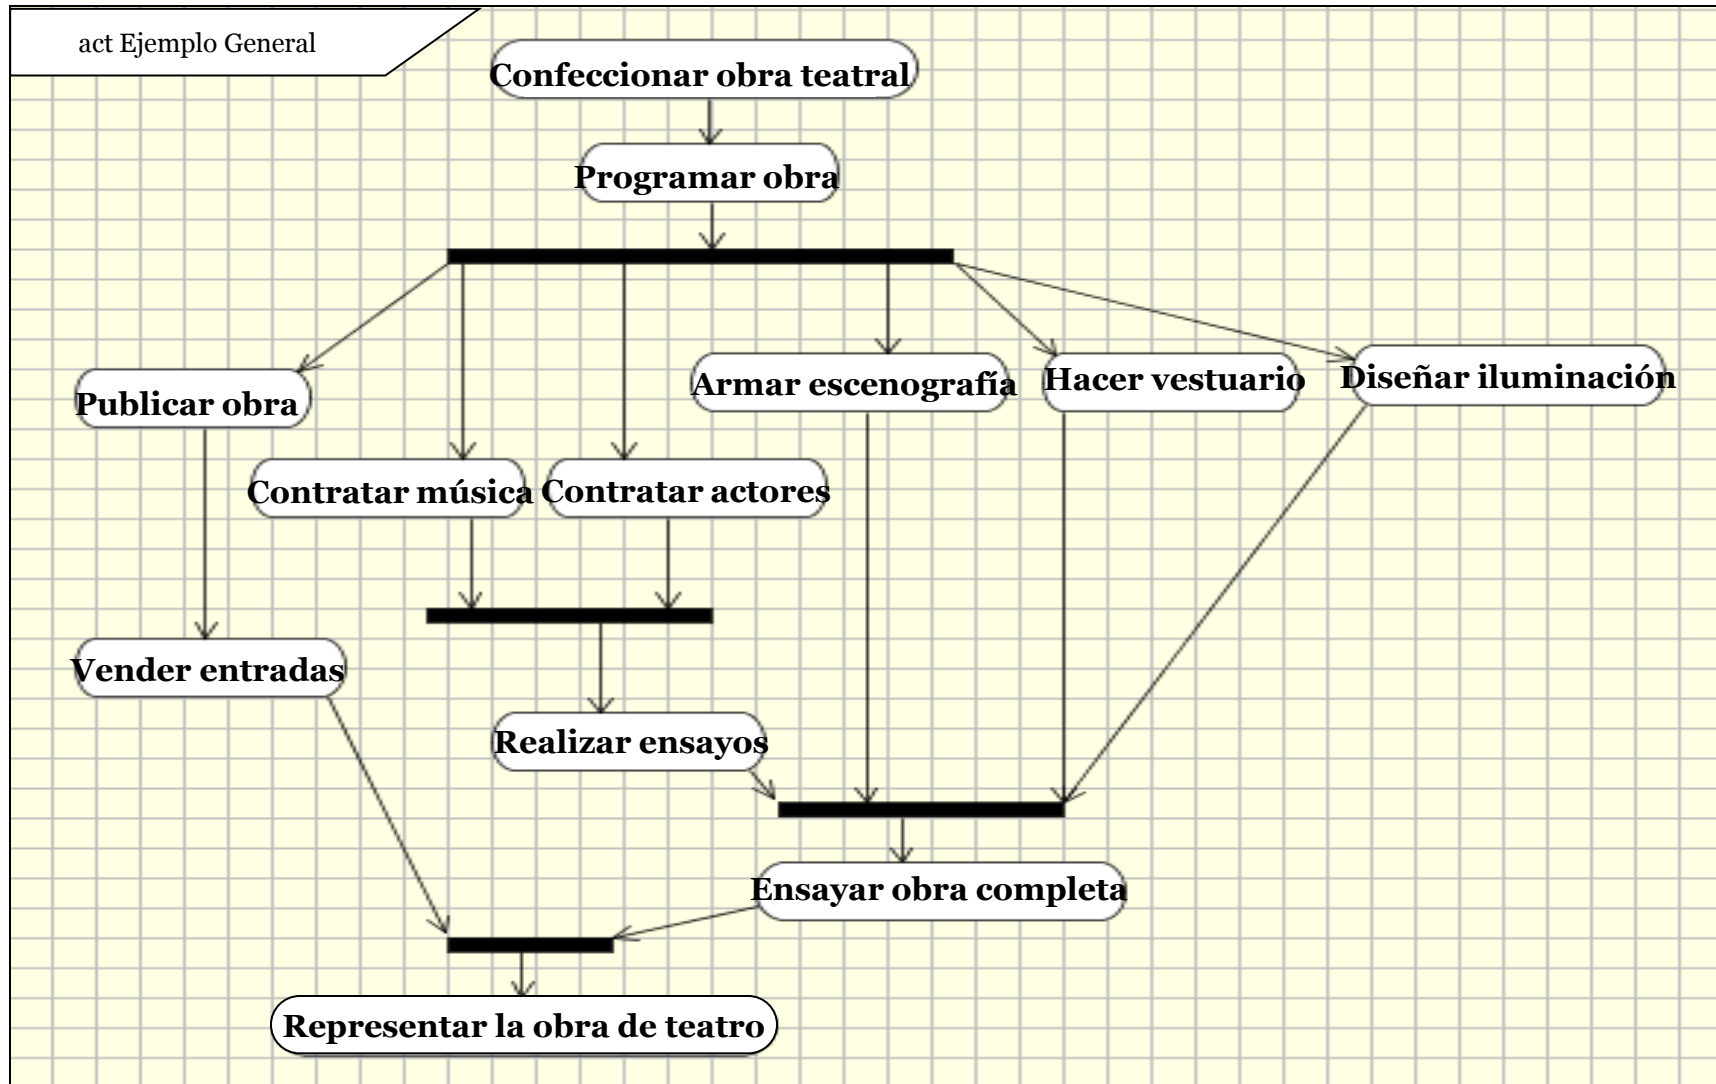 act Ejemplo General
Confeccionar obra teatral
Programar obra
Publicar obra
Armar escenografía
Hacer vestuario
Diseñar iluminación
Contratar música
Contratar actores
Vender entradas
Realizar ensayos
Ensayar obra completa
Representar la obra de teatro